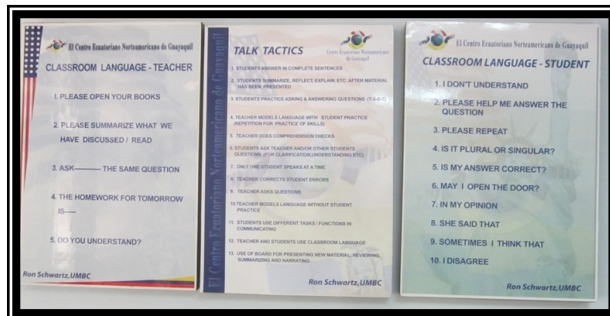 El Centro Ecuatoriano Norteamericano de Guayaquil
CLASSROOM LANGUAGE - TEACHER
1. PLEASE OPEN YOUR BOOKS
2. PLEASE SUMMARIZE WHAT WE
HAVE DISCUSSED / READ
3. ASK———— THE SAME QUESTION
4. THE HOMEWORK FOR TOMORROW
IS——
5. DO YOU UNDERSTAND?
Ron Schwartz,UMBC
El Centro Ecuatoriano Norteamericano de Guayaquil
Centro Ecuatoriano Norteamericano
de Guayaquil
TALK TACTICS
1. STUDENTS ANSWER IN COMPLETE SENTENCES
2. STUDENTS SUMMARIZE, REFLECT, EXPLAIN, ETC. AFTER MATERIAL
HAS BEEN PRESENTED
3. STUDENTS PRACTICE ASKING & ANSWERING QUESTIONS
4. TEACHER MODELS LANGUAGE WITH STUDENT PRACTICE
(REPETITION FOR PRACTICE OF SKILLS)
5. TEACHER DOES COMPREHENSION CHECKS
6. STUDENTS ASK TEACHER AND/OR OTHER STUDENTS
QUESTIONS (FOR CLARIFICATION,UNDERSTANDING ETC)
7. ONLY ONE STUDENT SPEAKS AT A TIME
8. TEACHER CORRECTS STUDENT ERRORS
9. TEACHER ASKS QUESTIONS
10.TEACHER MODELS LANGUAGE WITHOUT STUDENT
PRACTICE
11. STUDENTS USE DIFFERENT TASKS / FUNCTIONS IN
COMMUNICATING
12. TEACHER AND STUDENTS USE CLASSROOM LANGUAGE
13. USE OF BOARD FOR PRESENTING NEW MATERIAL, REVIEWING,
SUMMARIZING AND NARRATING
Ron Schwartz,UMBC
El Centro Ecuatoriano Norteamericano de Guayaquil
CLASSROOM LANGUAGE - STUDENT
1. I DON'T UNDERSTAND
2. PLEASE HELP ME ANSWER THE
QUESTION
3. PLEASE REPEAT
4. IS IT PLURAL OR SINGULAR?
5. IS MY ANSWER CORRECT?
6. MAY I OPEN THE DOOR?
7. IN MY OPINION
8. SHE SAID THAT
9. SOMETIMES I THINK THAT
10. I DISAGREE
Ron Schwartz,UMBC